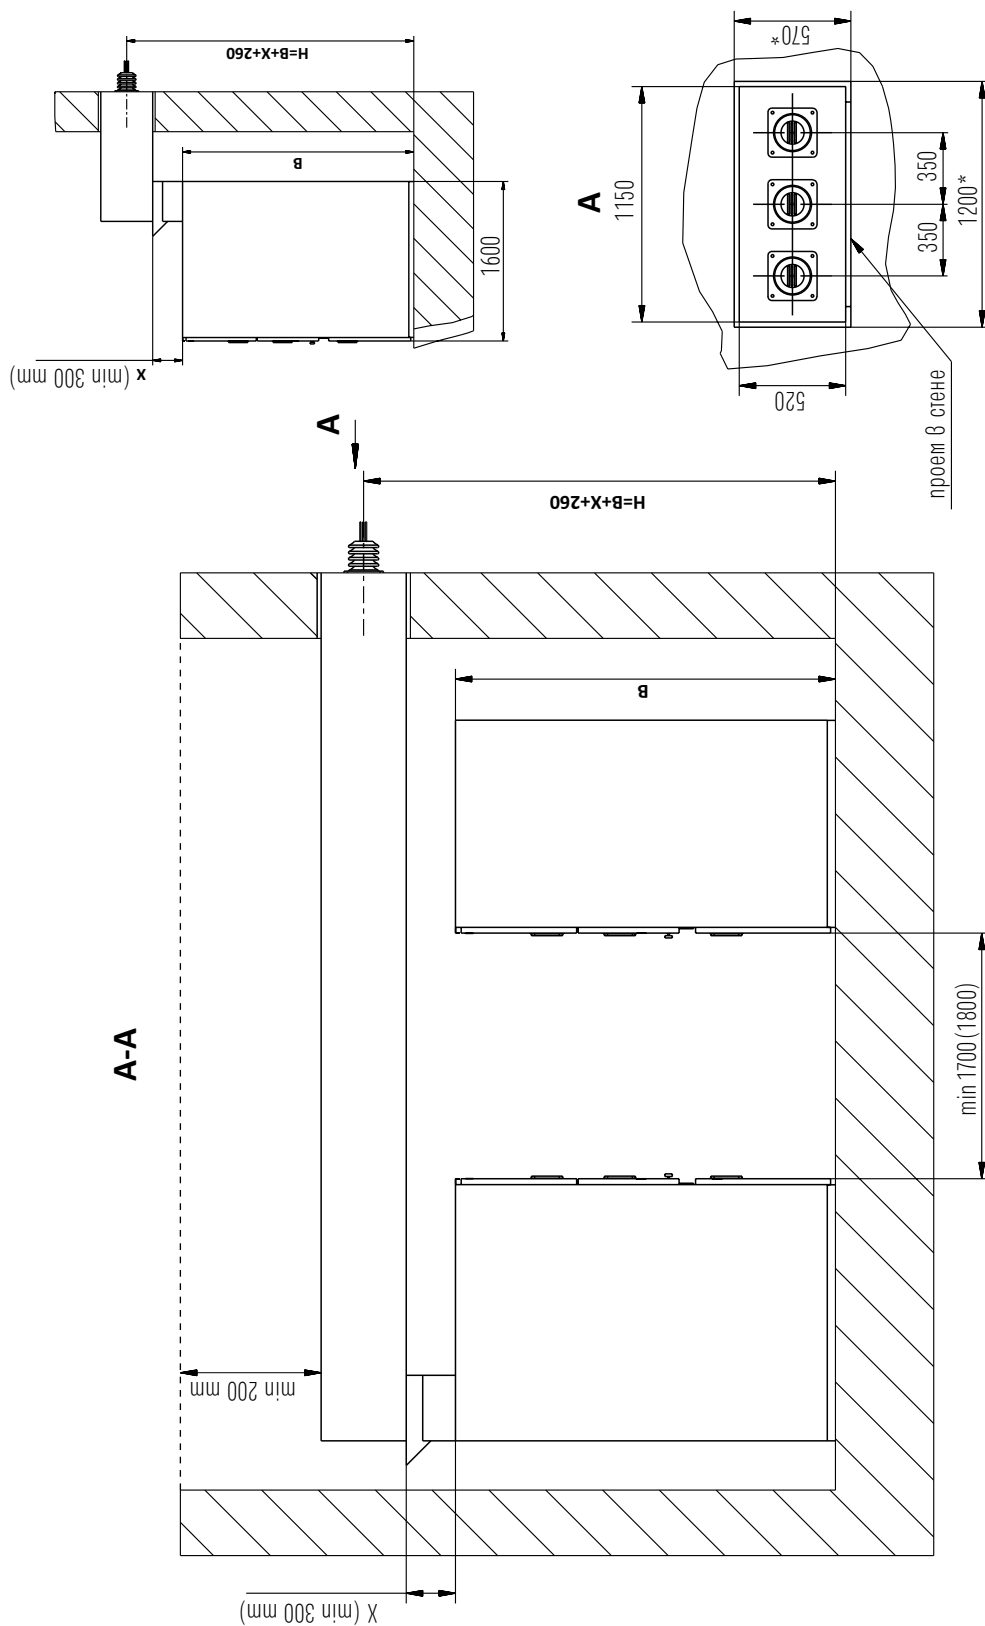 H=B+X+260
B
1600
x (min 300 mm)
570*
A
1150
350
350
1200*
520
проем в стене
A
H=B+X+260
B
A-A
min 1700 (1800)
min 200 mm
X (min 300 mm)